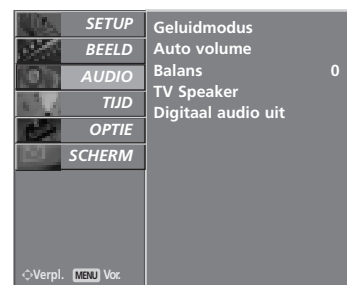 SETUP
BEELD
AUDIO
TIJD
OPTIE
SCHERM
Geluidmodus
Auto volume
Balans 0
TV Speaker
Digitaal audio uit
Verpl. MENU Vor.